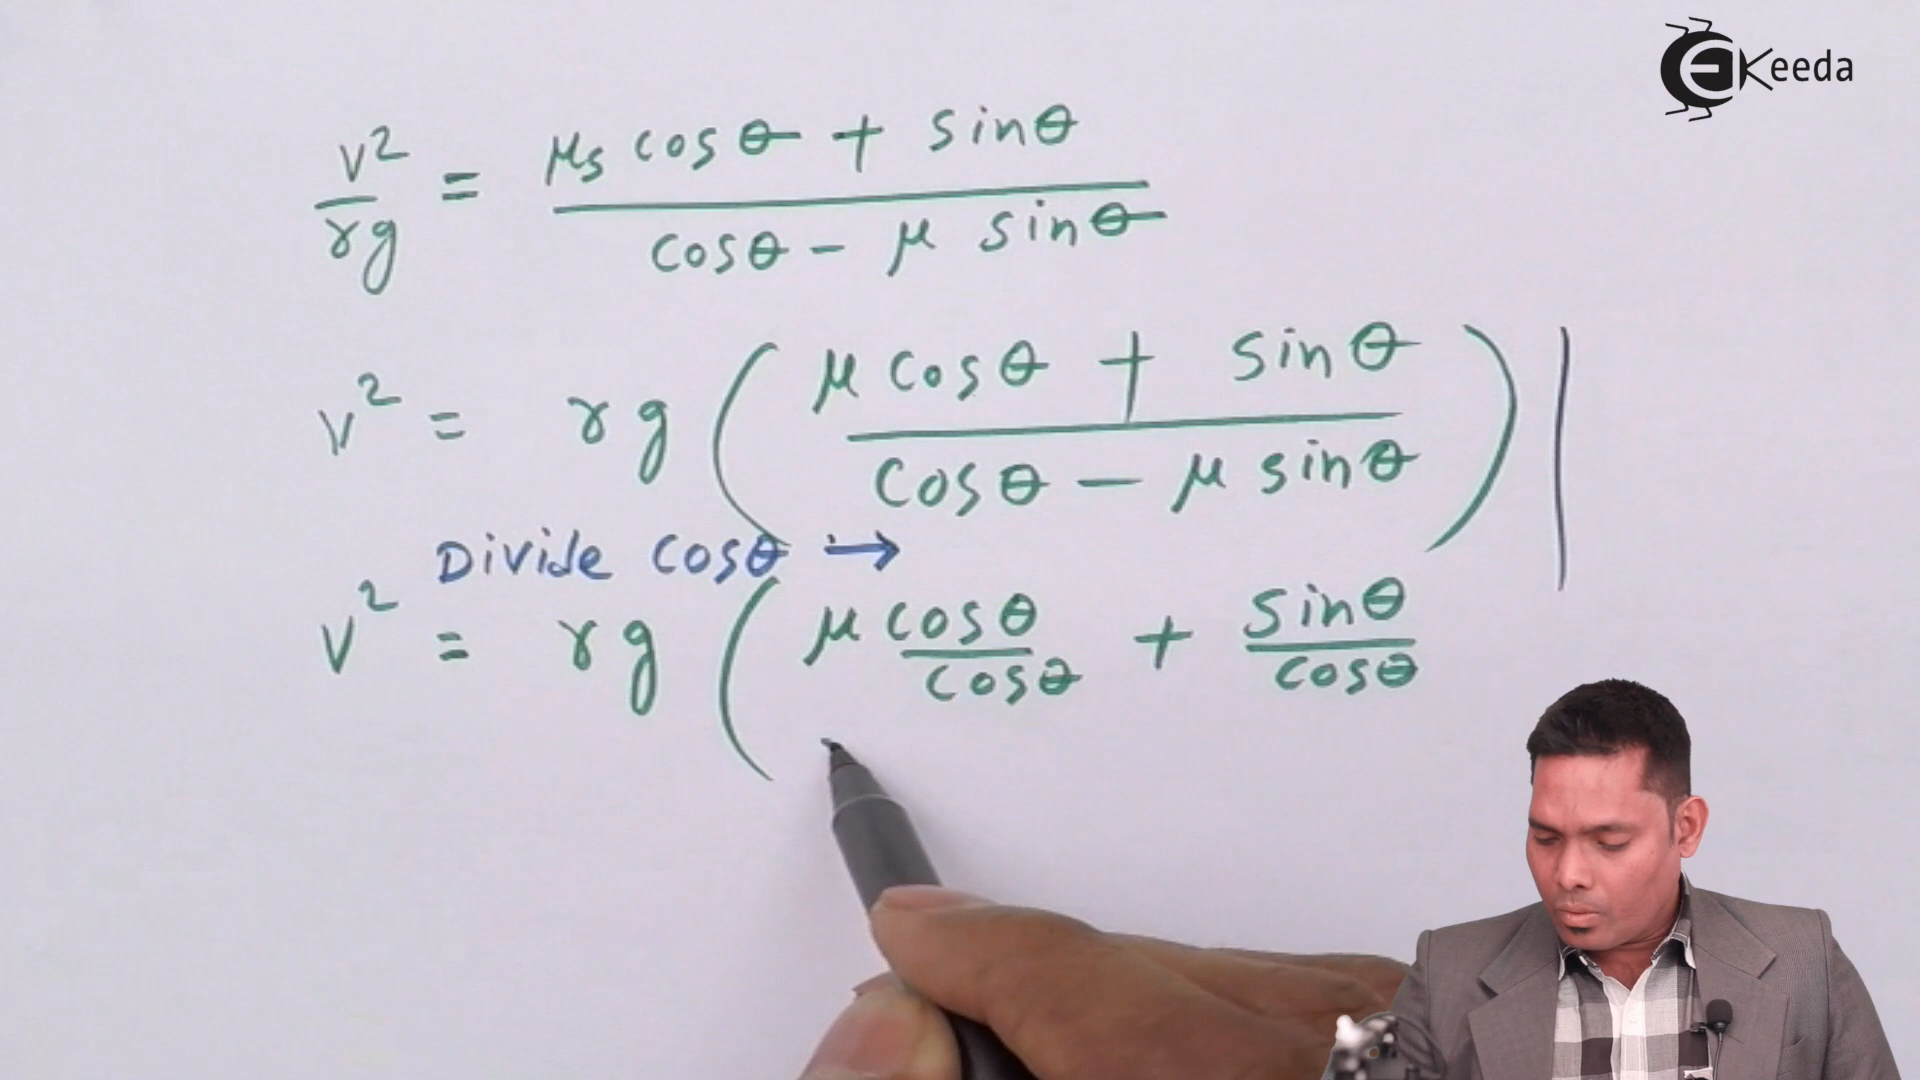 EKeeda
v²/rg = μs cosθ + sinθ / cosθ - μ sinθ
v² = rg ( μ cosθ + sinθ / cosθ - μ sinθ ) |
Divide cosθ →
v² = rg ( μ cosθ/cosθ + sinθ/cosθ